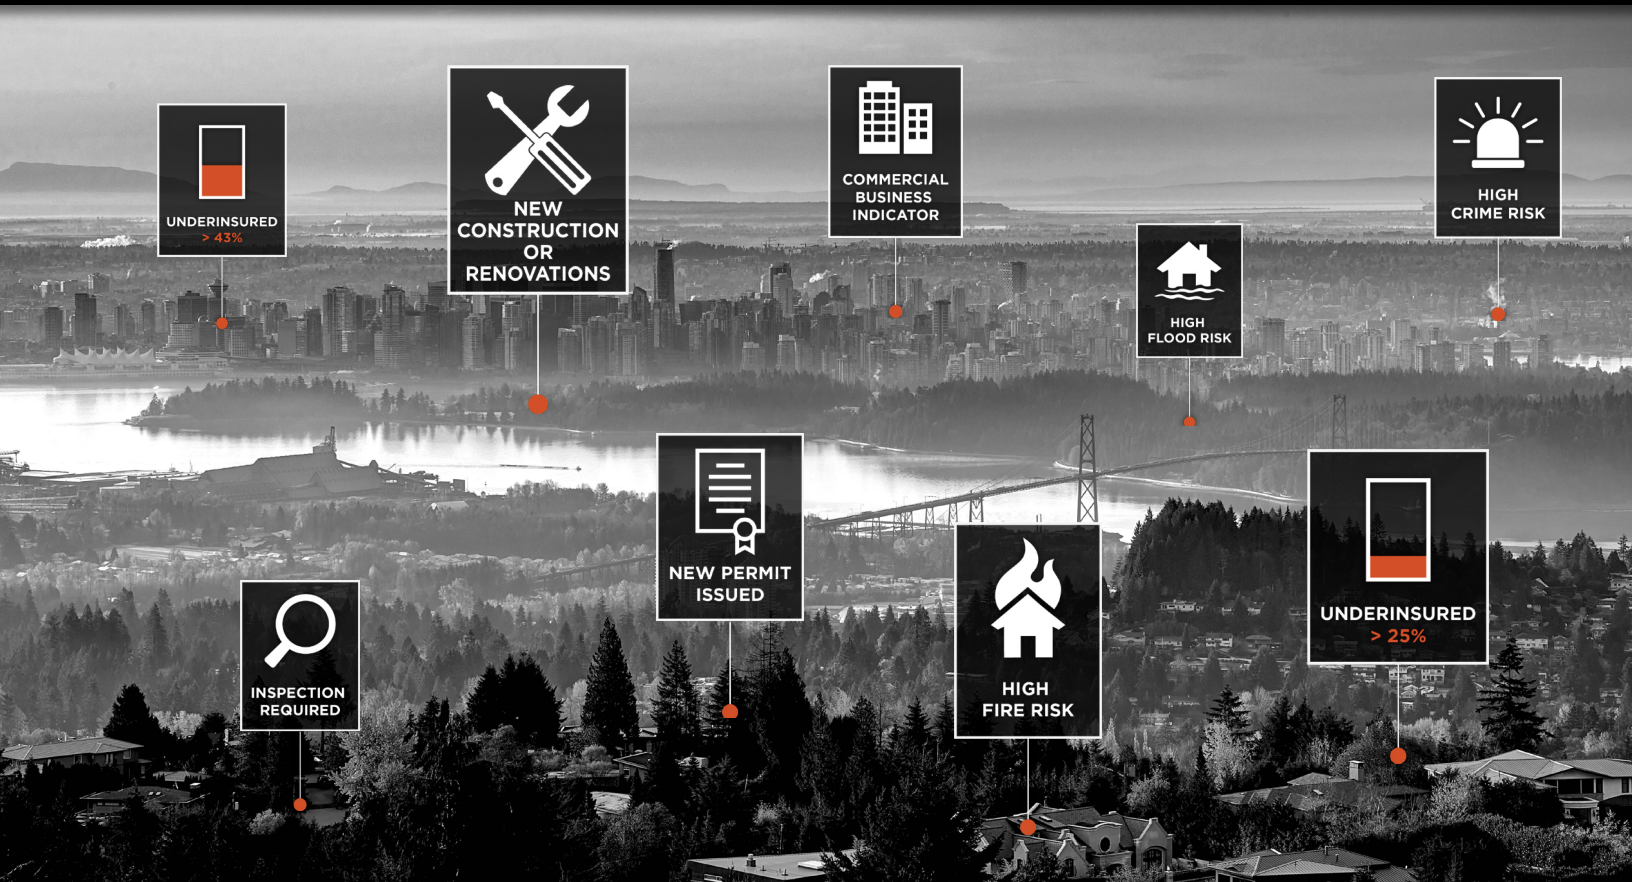 UNDERINSURED
> 43%
NEW
CONSTRUCTION
OR
RENOVATIONS
COMMERCIAL
BUSINESS
INDICATOR
HIGH
CRIME RISK
HIGH
FLOOD RISK
NEW PERMIT
ISSUED
INSPECTION
REQUIRED
HIGH
FIRE RISK
UNDERINSURED
> 25%